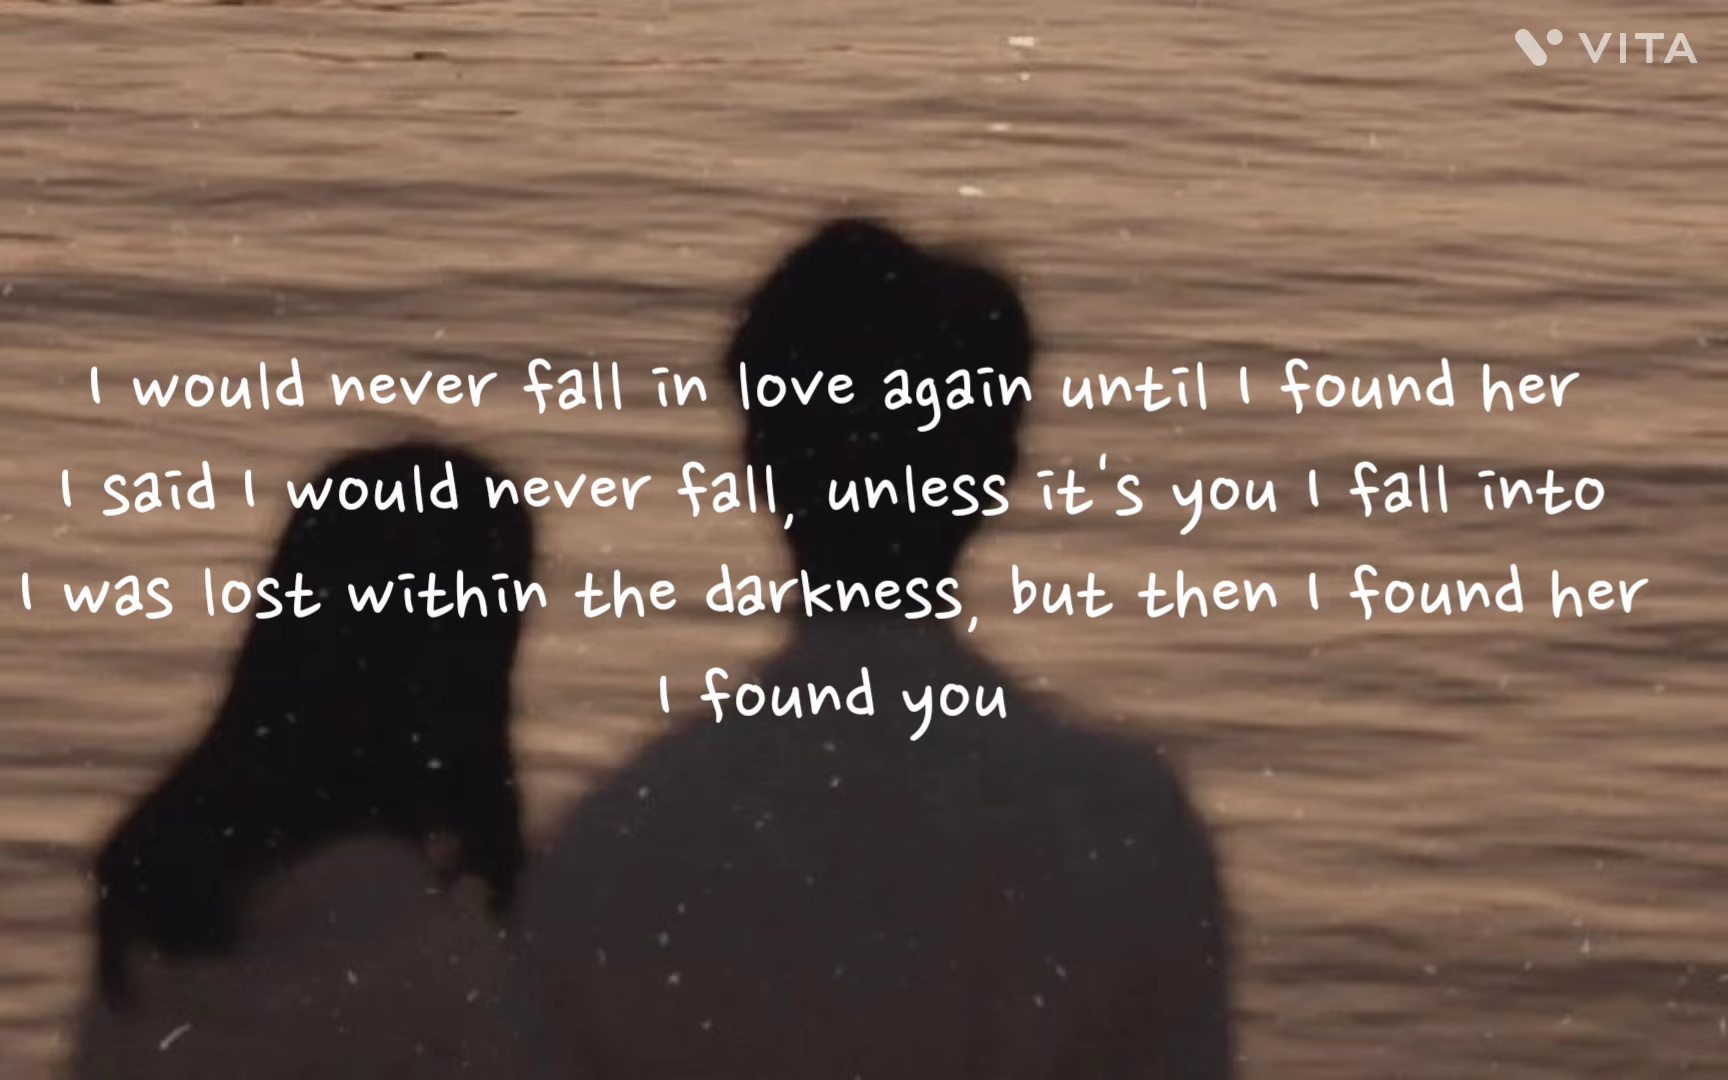 VITA
I would never fall in love again until I found her
I said I would never fall, unless it's you I fall into
I was lost within the darkness, but then I found her
I found you